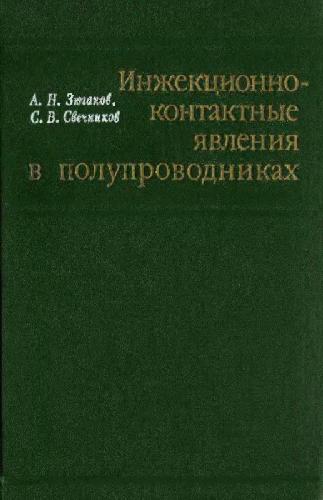 А. Н. Зюганов,
С. В. Свечников
Инжекционно-
контактные
явления
в полупроводниках